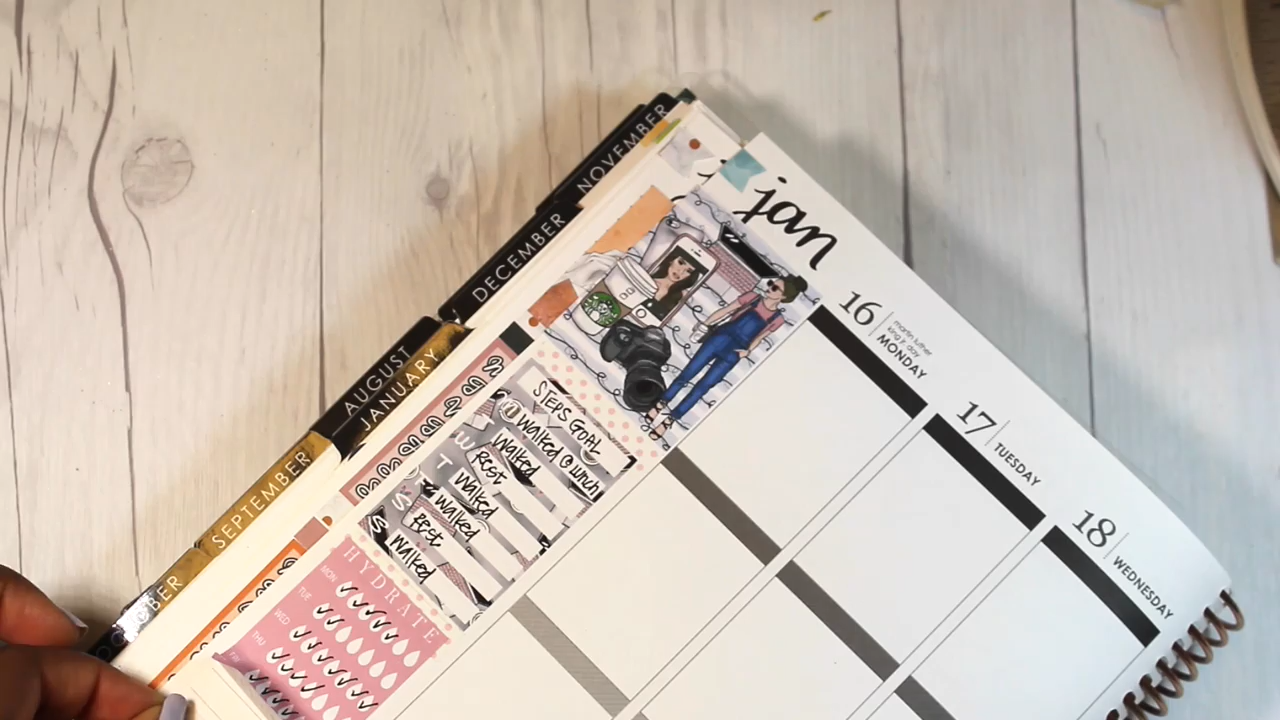 NOVEMBER
DECEMBER
AUGUST
JANUARY
SEPTEMBER
jan
16
martin luther
king jr. day
MONDAY
17
TUESDAY
18
WEDNESDAY
STEPS GOAL
walked @ lunch
W walked
T Rest
walked
S walked
S Rest
walked
HYDRATE
MON
TUE
WED
THU